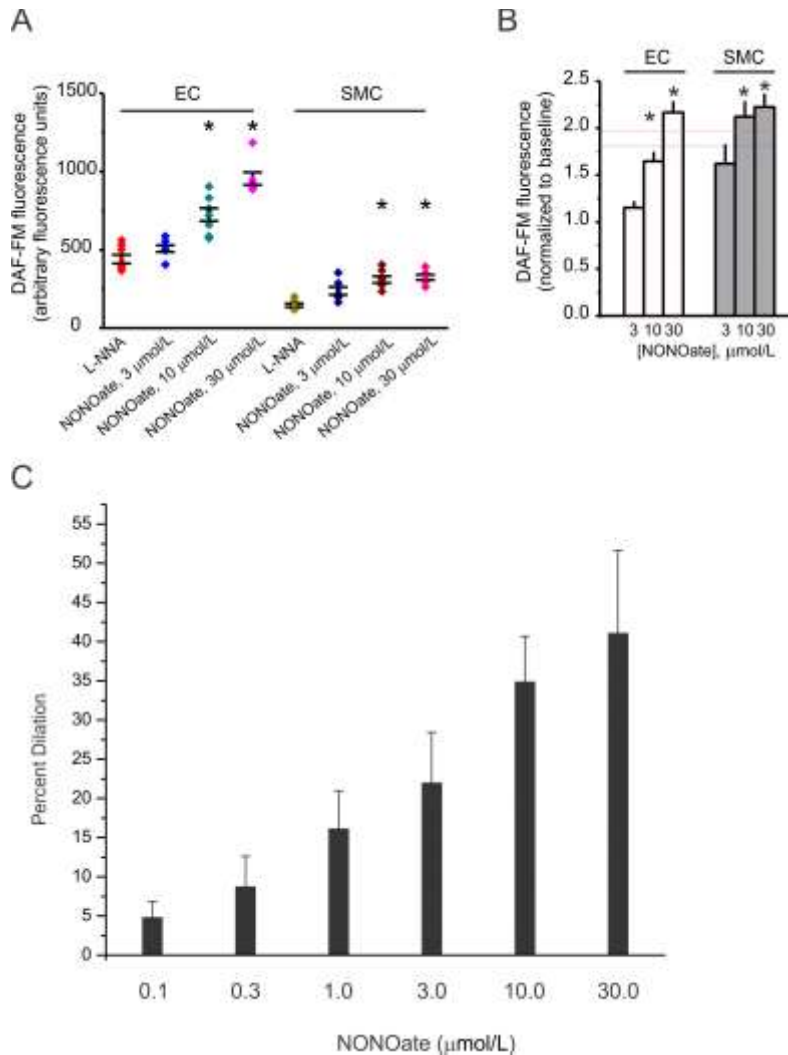 A
EC
SMC
DAF-FM fluorescence
(arbitrary fluorescence units)
1500
1000
500
0
*
*
*
*
L-NNA
NONOate, 3 μmol/L
NONOate, 10 μmol/L
NONOate, 30 μmol/L
L-NNA
NONOate, 3 μmol/L
NONOate, 10 μmol/L
NONOate, 30 μmol/L
B
EC
SMC
DAF-FM fluorescence
(normalized to baseline)
2.5
2.0
1.5
1.0
0.5
0.0
*
*
*
*
3 10 30
3 10 30
[NONOate], μmol/L
C
Percent Dilation
55
50
45
40
35
30
25
20
15
10
5
0
0.1 0.3 1.0 3.0 10.0 30.0
NONOate (μmol/L)